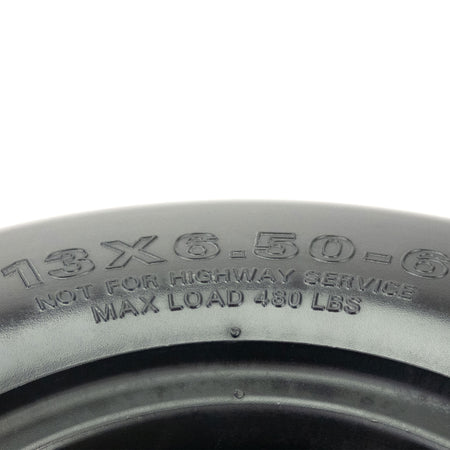 13X6.50-6
NOT FOR HIGHWAY SERVICE
MAX LOAD 480 LBS